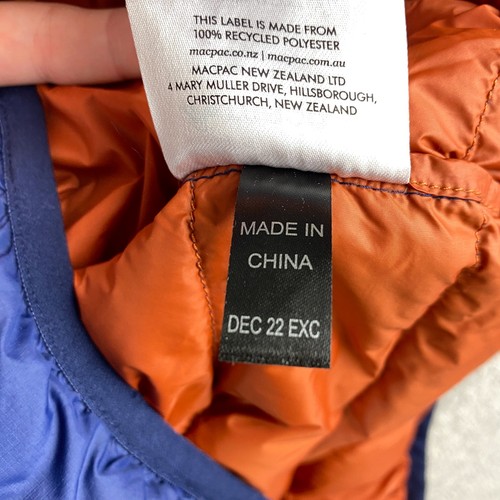 THIS LABEL IS MADE FROM
100% RECYCLED POLYESTER
macpac.co.nz | macpac.com.au
MACPAC NEW ZEALAND LTD
4 MARY MULLER DRIVE, HILLSBOROUGH,
CHRISTCHURCH, NEW ZEALAND
MADE IN
CHINA
DEC 22 EXC